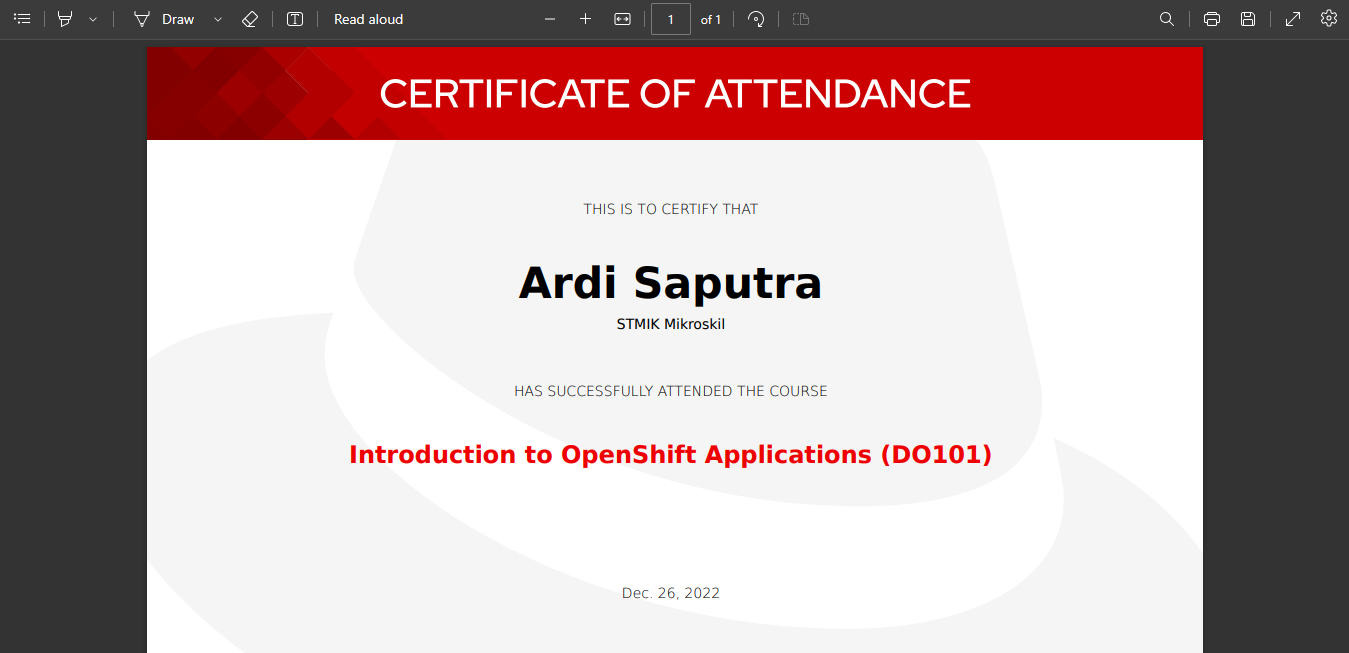 Draw
Read aloud
1
of 1
CERTIFICATE OF ATTENDANCE
THIS IS TO CERTIFY THAT
Ardi Saputra
STMIK Mikroskil
HAS SUCCESSFULLY ATTENDED THE COURSE
Introduction to OpenShift Applications (DO101)
Dec. 26, 2022